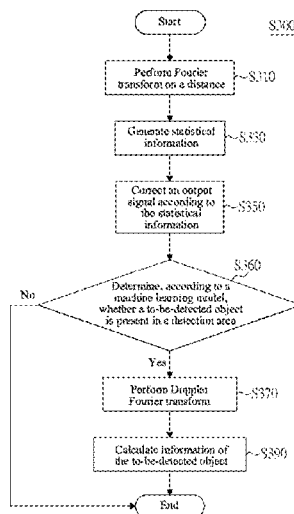 Start
S300
Perform Fourier
transform on a distance
S310
Generate statistical
information
S330
Correct an output
signal according to
the statistical
information
S350
S360
Determine, according to a
machine learning model,
whether a to-be-detected object
is present in a detection area
No
Yes
Perform Doppler
Fourier transform
S370
Calculate information of
the to-be-detected object
S390
End